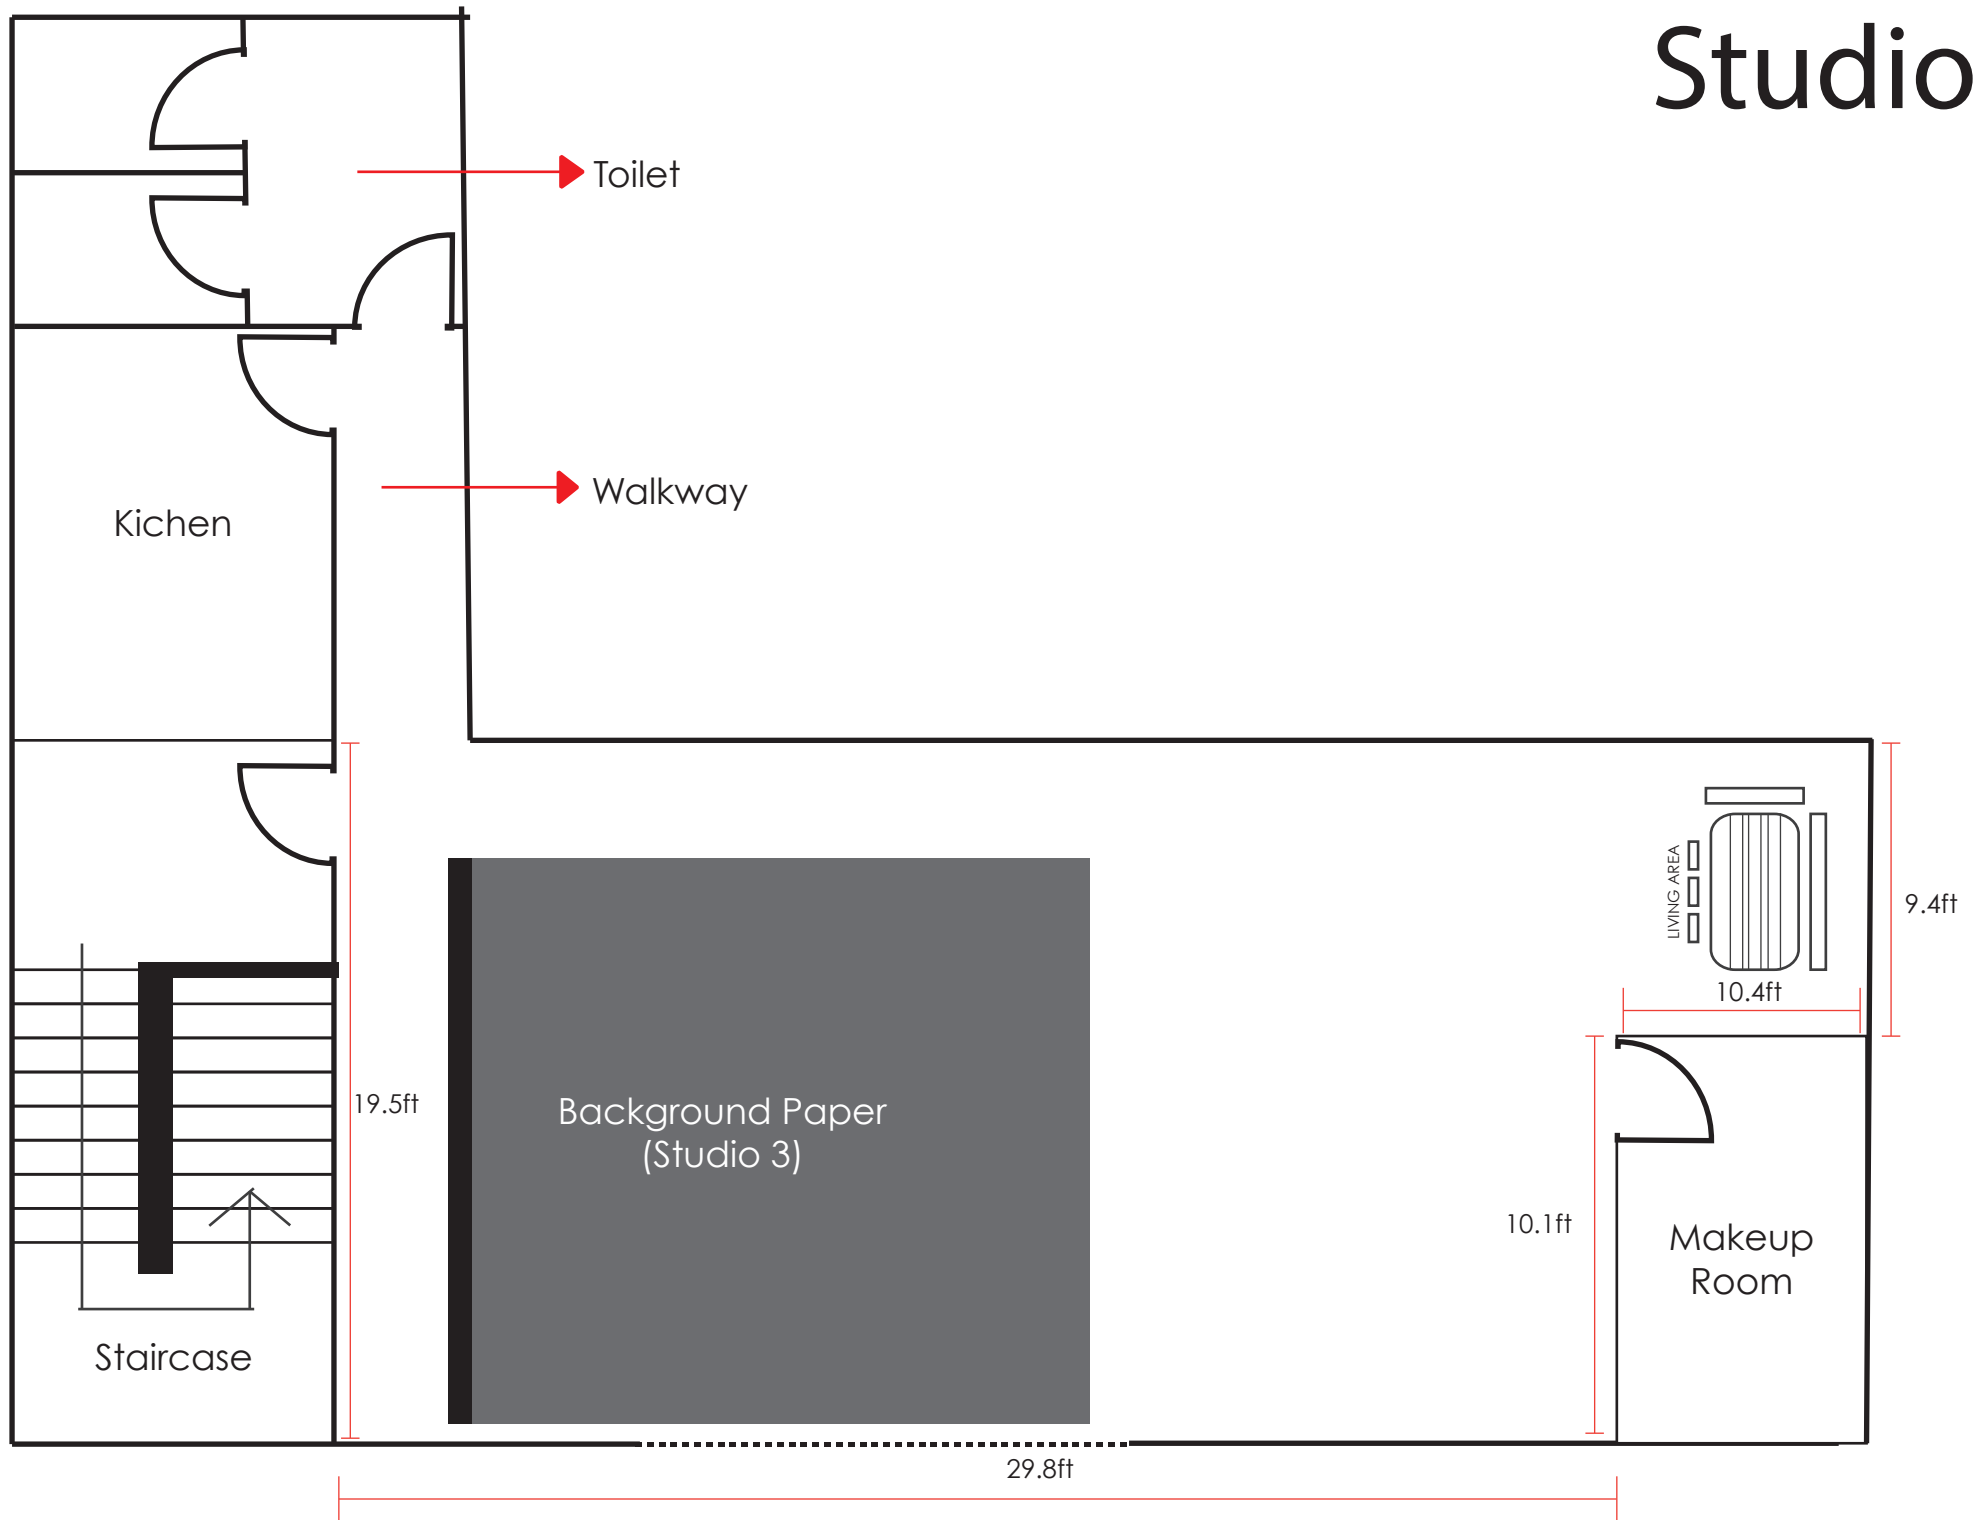 Studio
Toilet
Walkway
Kichen
LIVING AREA
9.4ft
10.4ft
19.5ft
Background Paper
(Studio 3)
10.1ft
Makeup
Room
Staircase
29.8ft